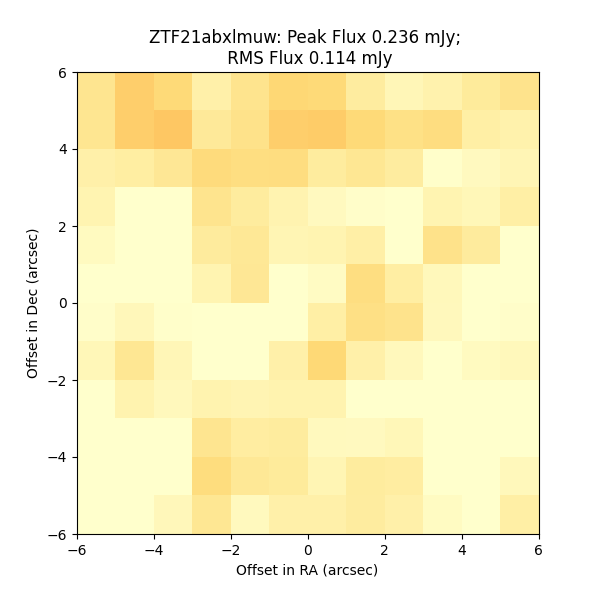 ZTF21abxlmuw: Peak Flux 0.236 mJy;
RMS Flux 0.114 mJy
6
4
2
0
−2
−4
−6
Offset in Dec (arcsec)
−6 −4 −2 0 2 4 6
Offset in RA (arcsec)